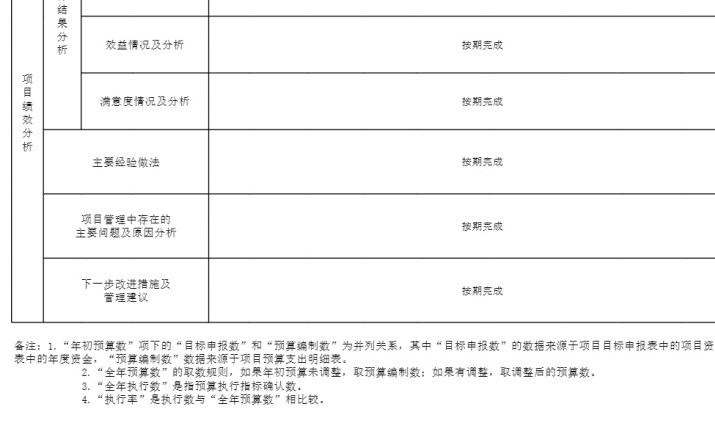 结
果
分
析
效益情况及分析
按期完成
满意度情况及分析
按期完成
项
目
绩
效
分
析
主要经验做法
按期完成
项目管理中存在的
主要问题及原因分析
按期完成
下一步改进措施及
管理建议
按期完成
备注：1.“年初预算数”项下的“目标申报数”和“预算编制数”为并列关系，其中“目标申报数”的数据来源于项目目标申报表中的项目资
表中的年度资金，“预算编制数”数据来源于项目预算支出明细表。
2.“全年预算数”的取数规则，如果年初预算未调整，取预算编制数；如果有调整，取调整后的预算数。
3.“全年执行数”是指预算执行指标确认数。
4.“执行率”是执行数与“全年预算数”相比较。